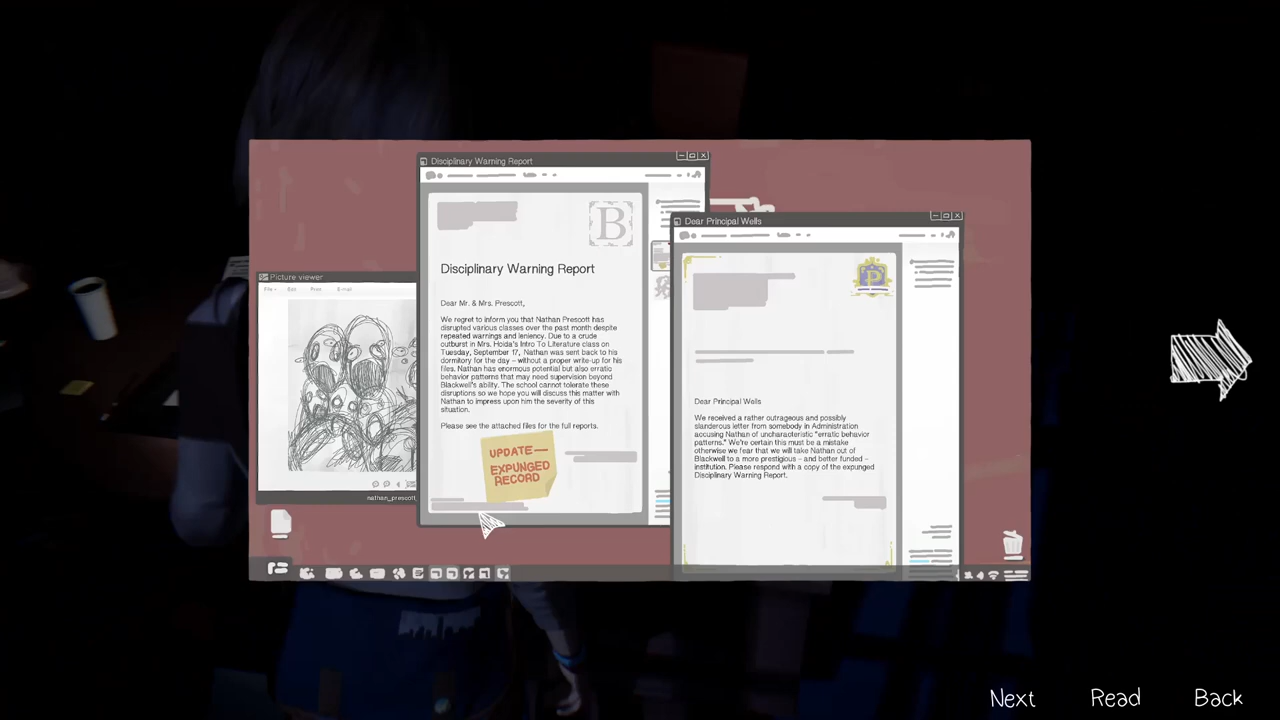 Disciplinary Warning Report
B
Disciplinary Warning Report
Dear Mr. & Mrs. Prescott,
We regret to inform you that Nathan Prescott has
disrupted various classes over the past month despite
repeated warnings and leniency. Due to a crude
outburst in Mrs. Hoida's Intro To Literature class on
Tuesday, September 17, Nathan was sent back to his
dormitory for the day – without a proper write-up for his
files. Nathan has enormous potential but also erratic
behavior patterns that may need supervision beyond
Blackwell's ability. The school cannot tolerate these
disruptions so we hope you will discuss this matter with
Nathan to impress upon him the severity of this
situation.
Please see the attached files for the full reports.
UPDATE—
EXPUNGED
RECORD
Dear Principal Wells
P
Dear Principal Wells
We received a rather outrageous and possibly
slanderous letter from somebody in Administration
accusing Nathan of uncharacteristic "erratic behavior
patterns." We're certain this must be a mistake
otherwise we fear that we will take Nathan out of
Blackwell to a more prestigious – and better funded –
institution. Please respond with a copy of the expunged
Disciplinary Warning Report.
Picture viewer
File Edit Print E-mail
nathan_prescott_
Next Read Back